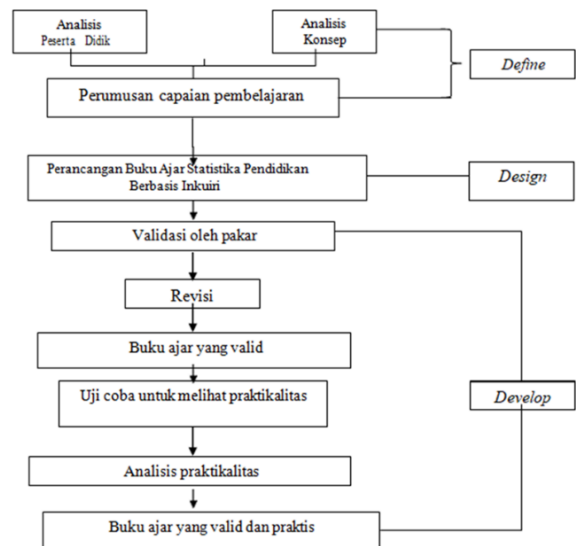 Analisis
Peserta Didik
Analisis
Konsep
Define
Perumusan capaian pembelajaran
Perancangan Buku Ajar Statistika Pendidikan
Berbasis Inkuiri
Design
Validasi oleh pakar
Revisi
Buku ajar yang valid
Uji coba untuk melihat praktikalitas
Develop
Analisis praktikalitas
Buku ajar yang valid dan praktis